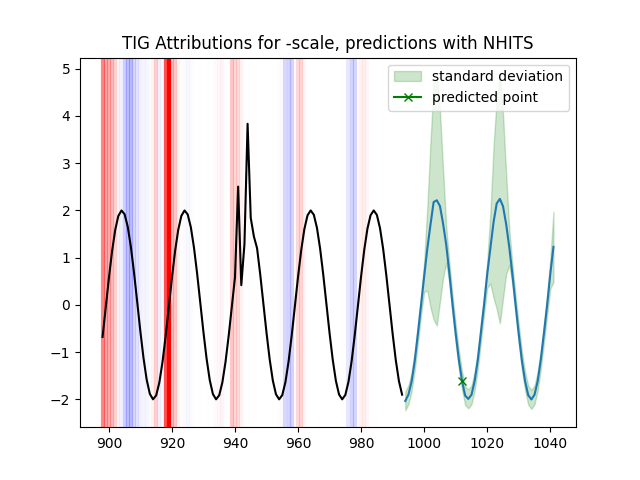 TIG Attributions for -scale, predictions with NHITS
standard deviation
predicted point
5
4
3
2
1
0
−1
−2
900 920 940 960 980 1000 1020 1040